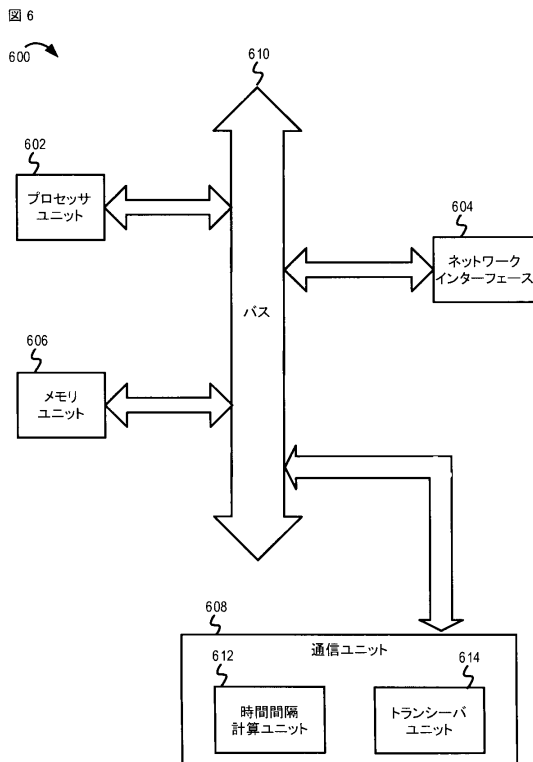 図 6
600
610
602
プロセッサ
ユニット
604
ネットワーク
インターフェース
バス
606
メモリ
ユニット
608
通信ユニット
612
時間間隔
計算ユニット
614
トランシーバ
ユニット